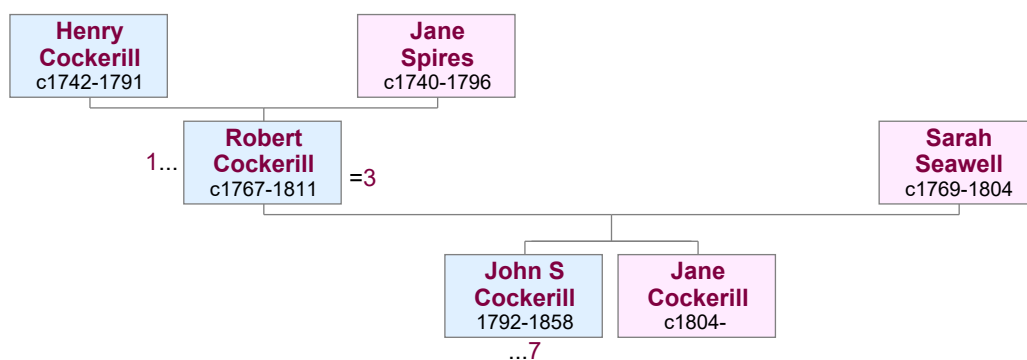 Henry
Cockerill
c1742-1791
Jane
Spires
c1740-1796
1...
Robert
Cockerill
c1767-1811
=3
Sarah
Seawell
c1769-1804
John S
Cockerill
1792-1858
Jane
Cockerill
c1804-
...7